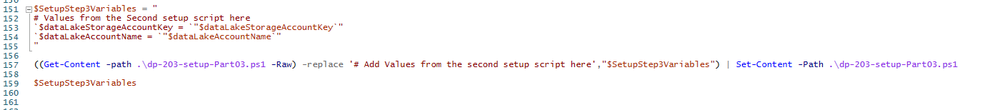 151 $SetupStep3Variables = "
152 # Values from the Second setup script here
153 `$dataLakeStorageAccountKey = `"$dataLakeStorageAccountKey`"
154 `$dataLakeAccountName = `"$dataLakeAccountName`"
155 "
156
157 ((Get-Content -path .\dp-203-setup-Part03.ps1 -Raw) -replace '# Add Values from the second setup script here',"$SetupStep3Variables") | Set-Content -Path .\dp-203-setup-Part03.ps1
158
159 $SetupStep3Variables
160
161